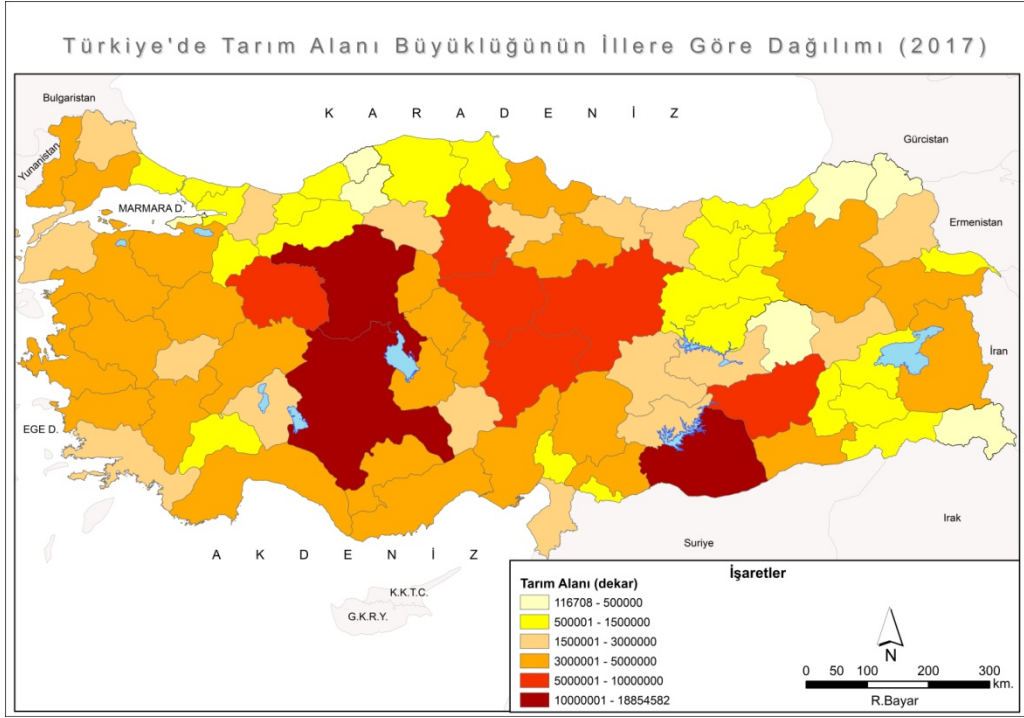 Türkiye'de Tarım Alanı Büyüklüğünün İllere Göre Dağılımı (2017)
Bulgaristan
KARADENİZ
Gürcistan
Yunanistan
MARMARA D.
Ermenistan
İran
EGE D.
Irak
Suriye
AKDENİZ
K.K.T.C.
G.K.R.Y.
İşaretler
Tarım Alanı (dekar)
116708 - 500000
500001 - 1500000
1500001 - 3000000
3000001 - 5000000
5000001 - 10000000
10000001 - 18854582
N
0 50 100 200 300
km.
R.Bayar